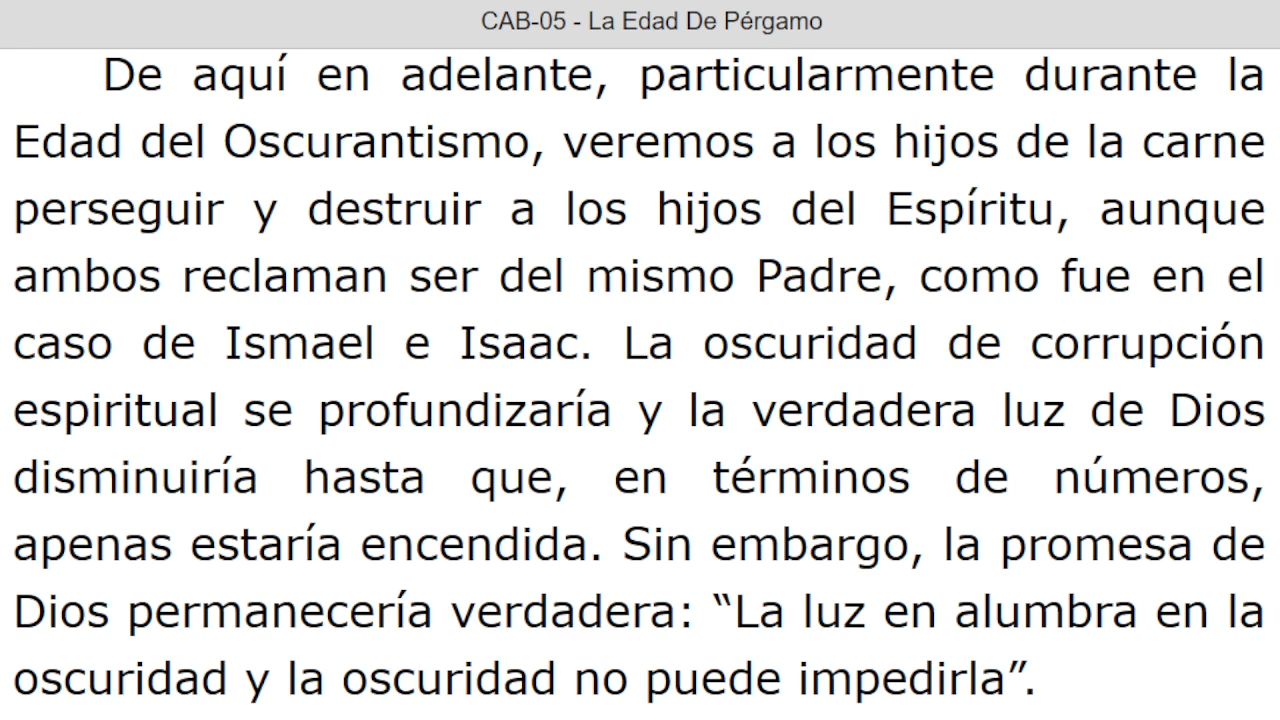 CAB-05 - La Edad De Pérgamo
De aquí en adelante, particularmente durante la
Edad del Oscurantismo, veremos a los hijos de la carne
perseguir y destruir a los hijos del Espíritu, aunque
ambos reclaman ser del mismo Padre, como fue en el
caso de Ismael e Isaac. La oscuridad de corrupción
espiritual se profundizaría y la verdadera luz de Dios
disminuiría hasta que, en términos de números,
apenas estaría encendida. Sin embargo, la promesa de
Dios permanecería verdadera: “La luz en alumbra en la
oscuridad y la oscuridad no puede impedirla”.